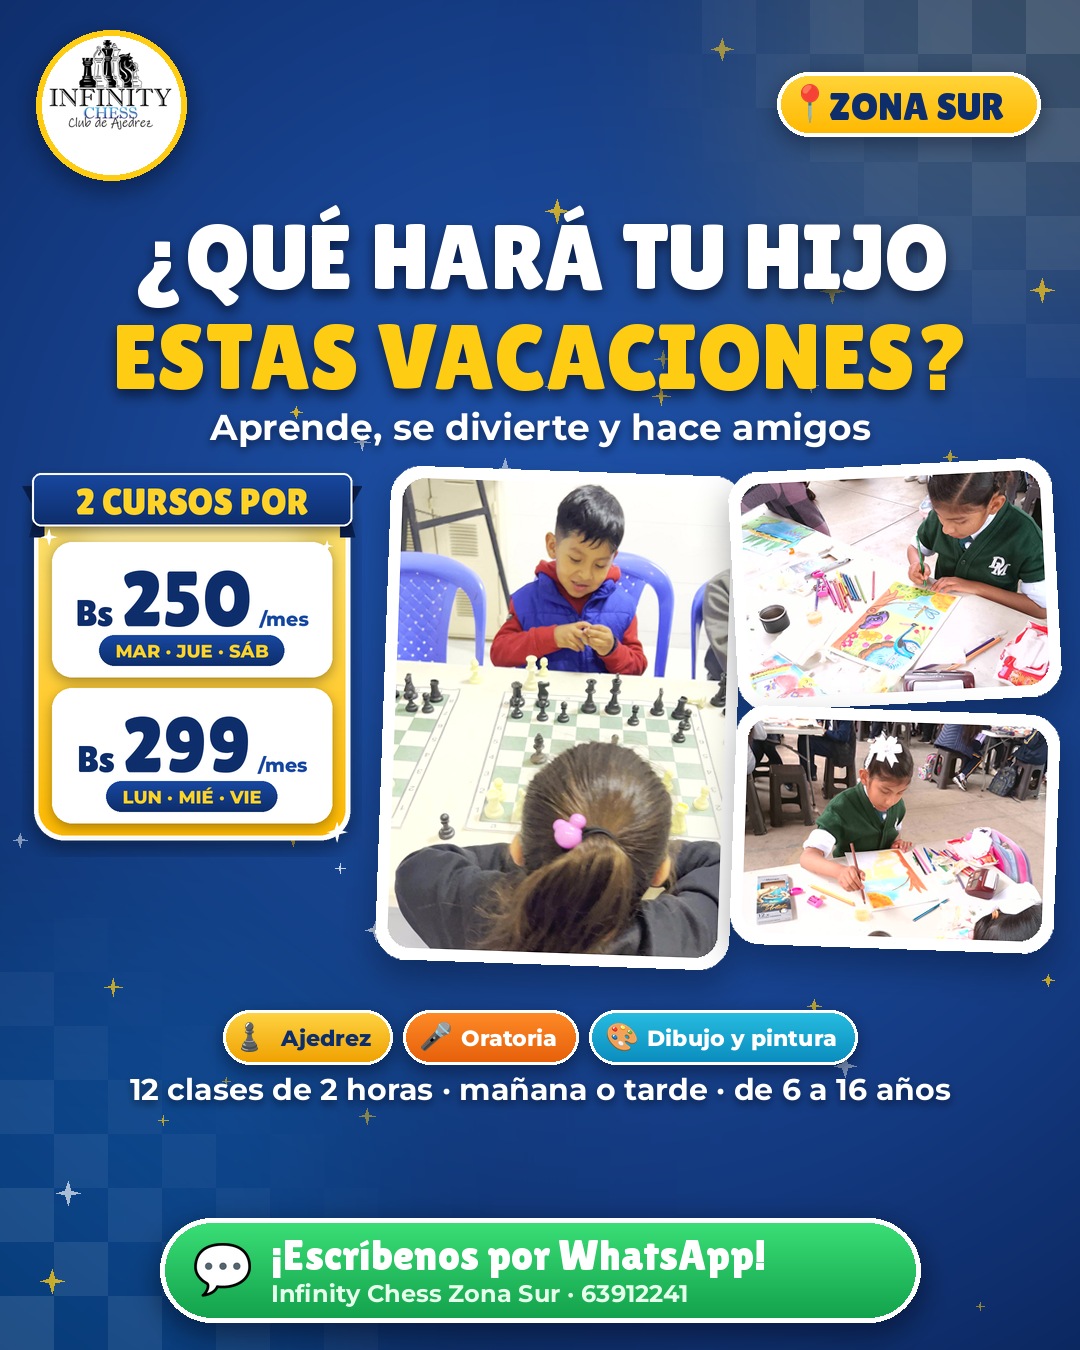 INFINITY
CHESS
Club de Ajedrez
ZONA SUR
¿QUÉ HARÁ TU HIJO
ESTAS VACACIONES?
Aprende, se divierte y hace amigos
2 CURSOS POR
Bs 250 /mes
MAR · JUE · SÁB
Bs 299 /mes
LUN · MIÉ · VIE
DM
Ajedrez
Oratoria
Dibujo y pintura
12 clases de 2 horas · mañana o tarde · de 6 a 16 años
¡Escríbenos por WhatsApp!
Infinity Chess Zona Sur · 63912241